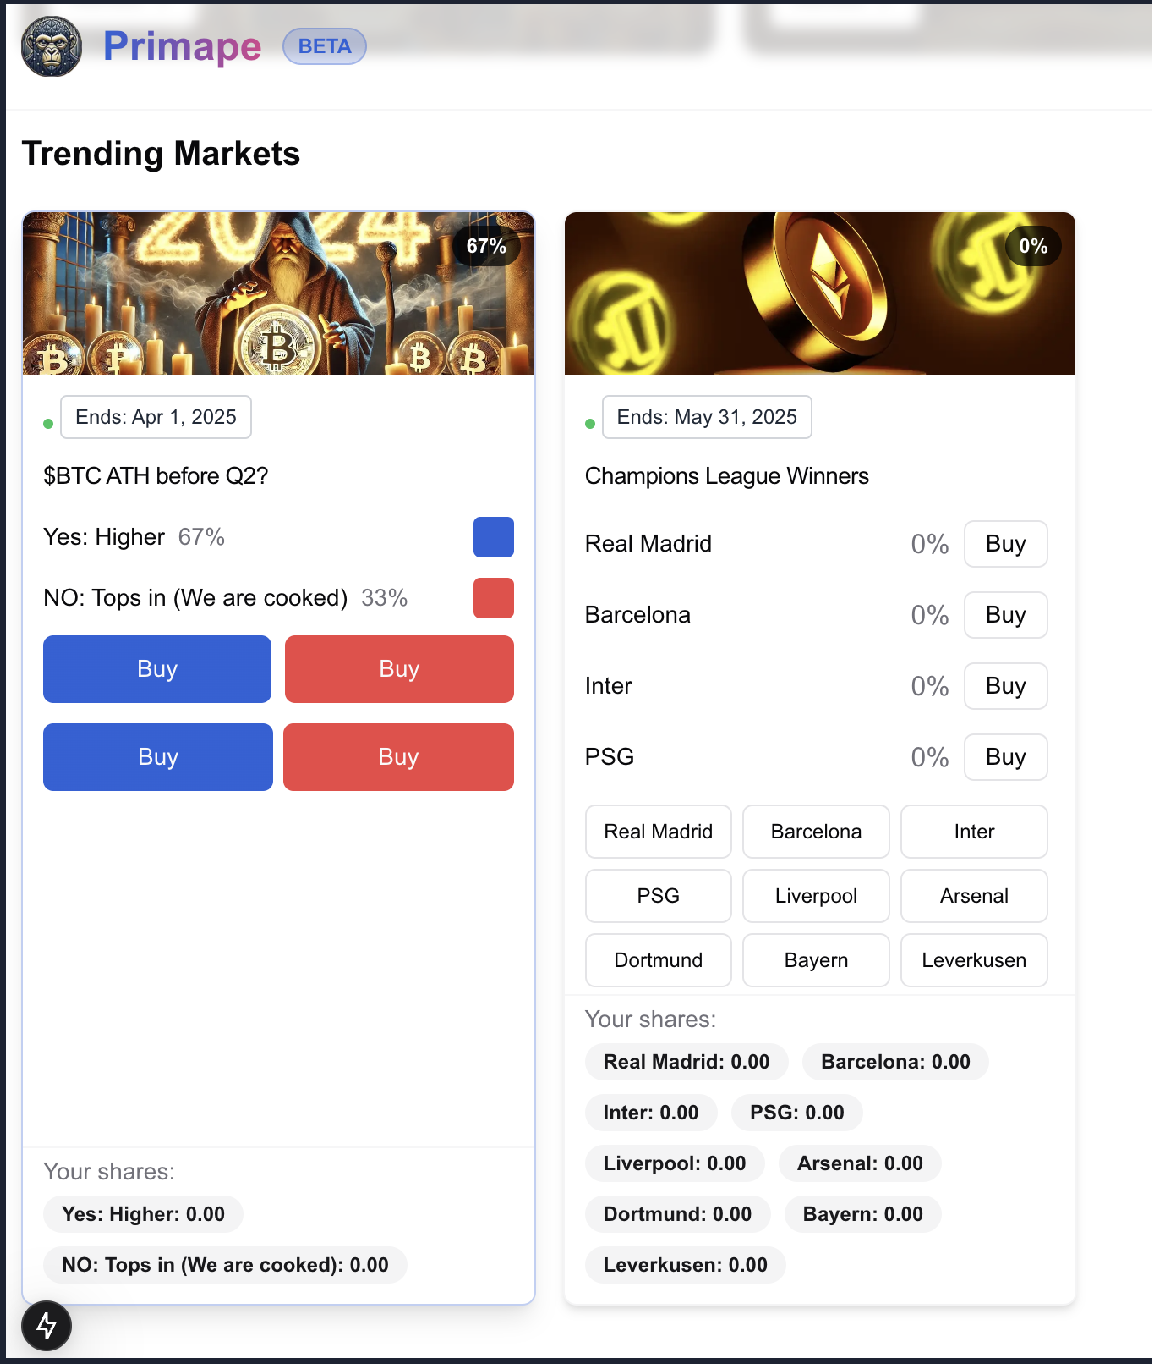 Primape BETA
Trending Markets
2024
67%
Ends: Apr 1, 2025
$BTC ATH before Q2?
Yes: Higher 67%
NO: Tops in (We are cooked) 33%
Buy Buy
Buy Buy
Your shares:
Yes: Higher: 0.00
NO: Tops in (We are cooked): 0.00
0%
Ends: May 31, 2025
Champions League Winners
Real Madrid 0% Buy
Barcelona 0% Buy
Inter 0% Buy
PSG 0% Buy
Real Madrid Barcelona Inter
PSG Liverpool Arsenal
Dortmund Bayern Leverkusen
Your shares:
Real Madrid: 0.00 Barcelona: 0.00
Inter: 0.00 PSG: 0.00
Liverpool: 0.00 Arsenal: 0.00
Dortmund: 0.00 Bayern: 0.00
Leverkusen: 0.00